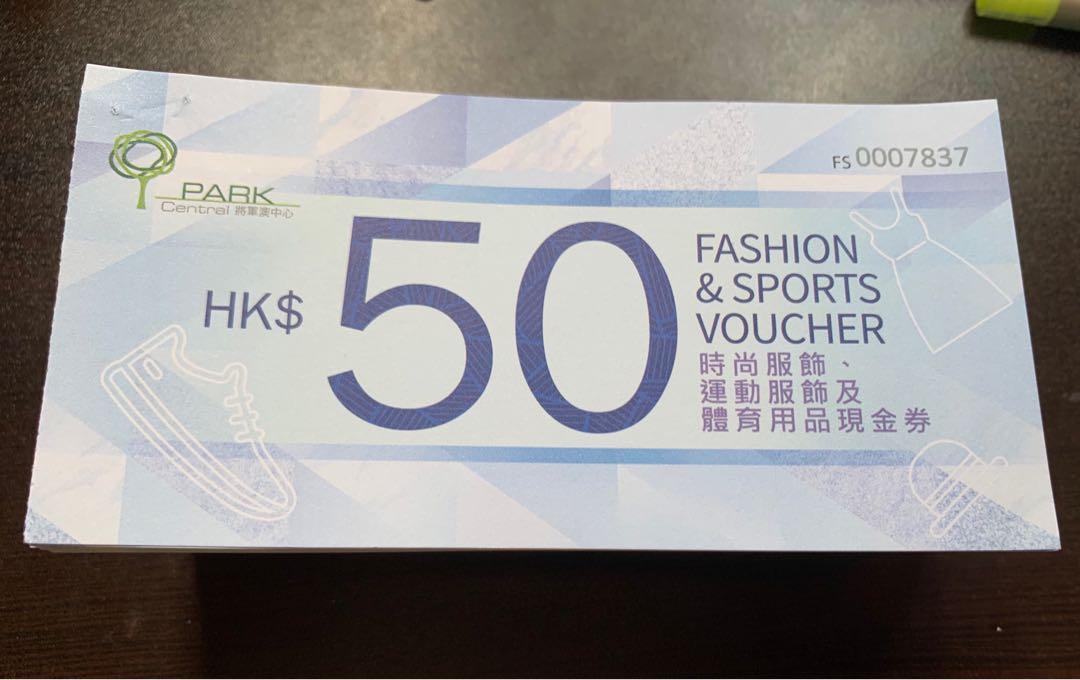 FS 0007837
PARK
Central 將軍澳中心
HK$ 50
FASHION
& SPORTS
VOUCHER
時尚服飾、
運動服飾及
體育用品現金券